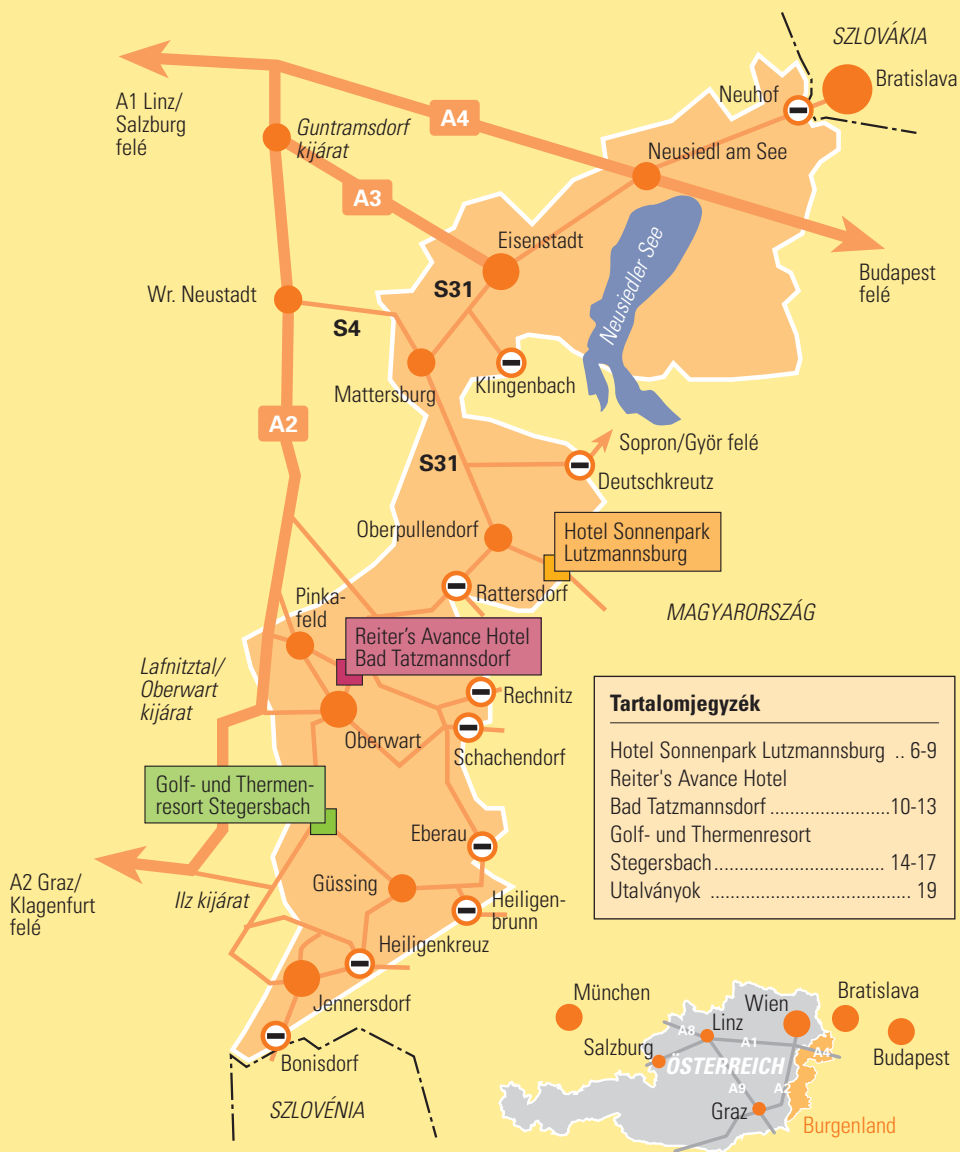 SZLOVÁKIA
Bratislava
Neuhof
A1 Linz/
Salzburg
felé
Guntramsdorf
kijárat
A4
Neusiedl am See
A3
Eisenstadt
Neusiedler See
Budapest
felé
Wr. Neustadt
S31
S4
Mattersburg
Klingenbach
A2
Sopron/Györ felé
S31
Deutschkreutz
Oberpullendorf
Hotel Sonnenpark
Lutzmannsburg
Rattersdorf
MAGYARORSZÁG
Pinka-
feld
Reiter's Avance Hotel
Bad Tatzmannsdorf
Lafnitztal/
Oberwart
kijárat
Rechnitz
Oberwart
Schachendorf
Golf- und Thermen-
resort Stegersbach
Eberau
A2 Graz/
Klagenfurt
felé
Ilz kijárat
Güssing
Heiligen-
brunn
Heiligenkreuz
Jennersdorf
Bonisdorf
SZLOVÉNIA
Tartalomjegyzék
Hotel Sonnenpark Lutzmannsburg .. 6-9
Reiter's Avance Hotel
Bad Tatzmannsdorf ........................10-13
Golf- und Thermenresort
Stegersbach................................... 14-17
Utalványok ......................................... 19
München
Wien
Bratislava
Linz
A8
A1
Salzburg
ÖSTERREICH
A4
Budapest
A9
A2
Graz
Burgenland